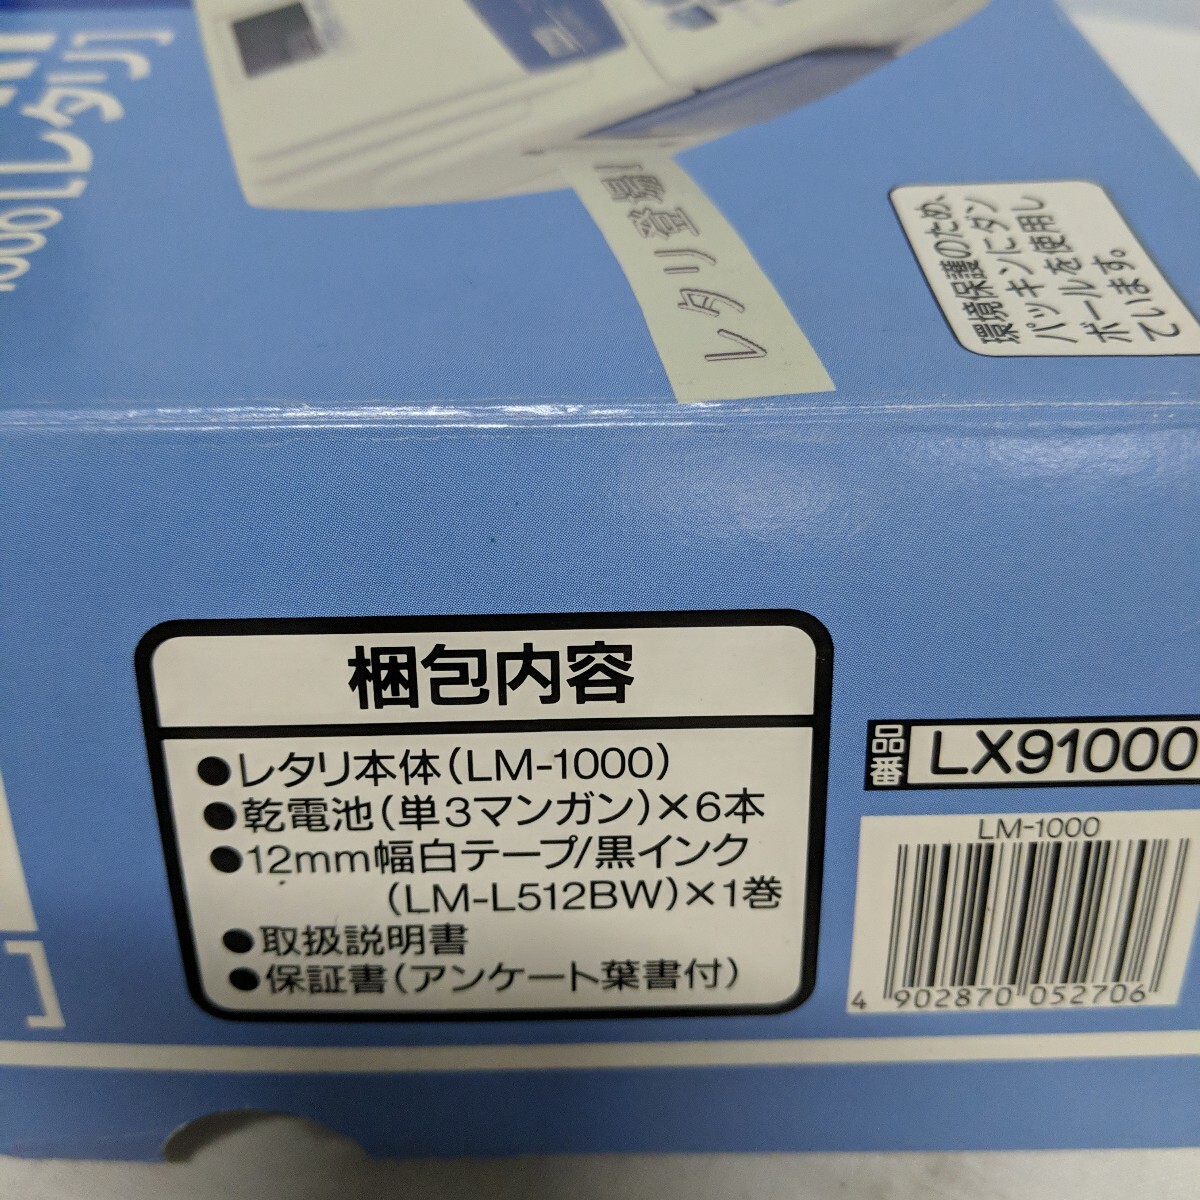 [レタリ]
レタリ登場!
環境保護のため、
パッキンにダン
ボールを使用し
ています。
梱包内容
●レタリ本体(LM-1000)
●乾電池(単3マンガン)×6本
●12mm幅白テープ/黒インク
(LM-L512BW)×1巻
●取扱説明書
●保証書(アンケート葉書付)
品番 LX91000
LM-1000
4 902870 052706
]